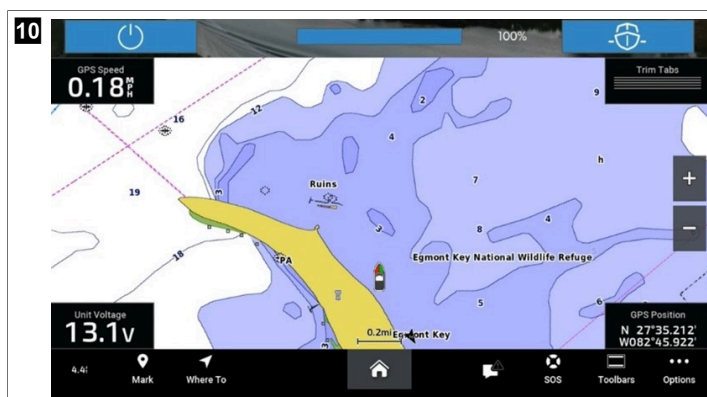 10
100%
GPS Speed
0.18 MPH
Trim Tabs
12
2
9
16
4
h
Ruins
7
+
19
3
3
8
4
−
18
PA
Egmont Key National Wildlife Refuge
5
6
Unit Voltage
13.1V
0.2mi
Egmont Key
3
GPS Position
N 27°35.212'
W082°45.922'
Mark
Where To
SOS
Toolbars
Options